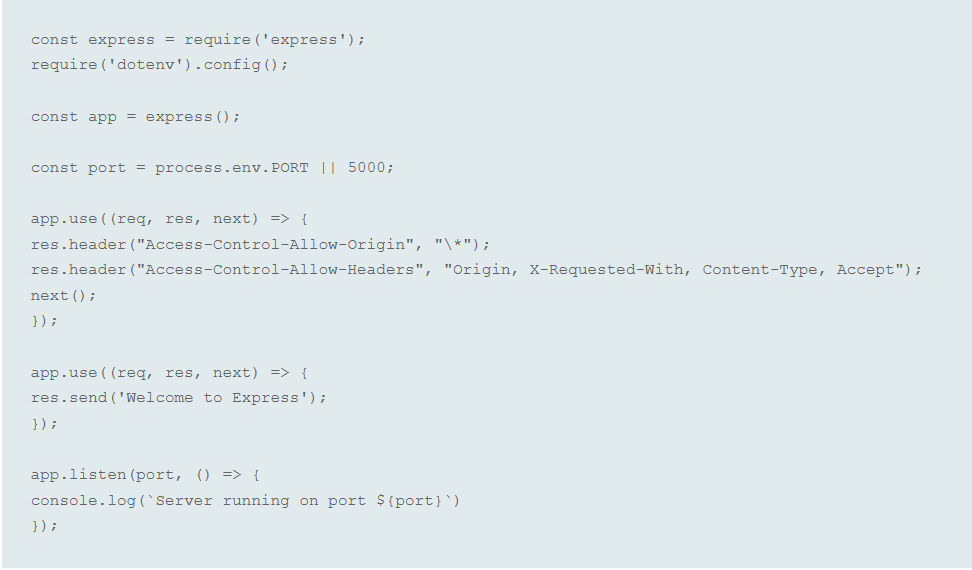 const express = require('express');
require('dotenv').config();
const app = express();
const port = process.env.PORT || 5000;
app.use((req, res, next) => {
res.header("Access-Control-Allow-Origin", "\*");
res.header("Access-Control-Allow-Headers", "Origin, X-Requested-With, Content-Type, Accept");
next();
});
app.use((req, res, next) => {
res.send('Welcome to Express');
});
app.listen(port, () => {
console.log(`Server running on port ${port}`)
});